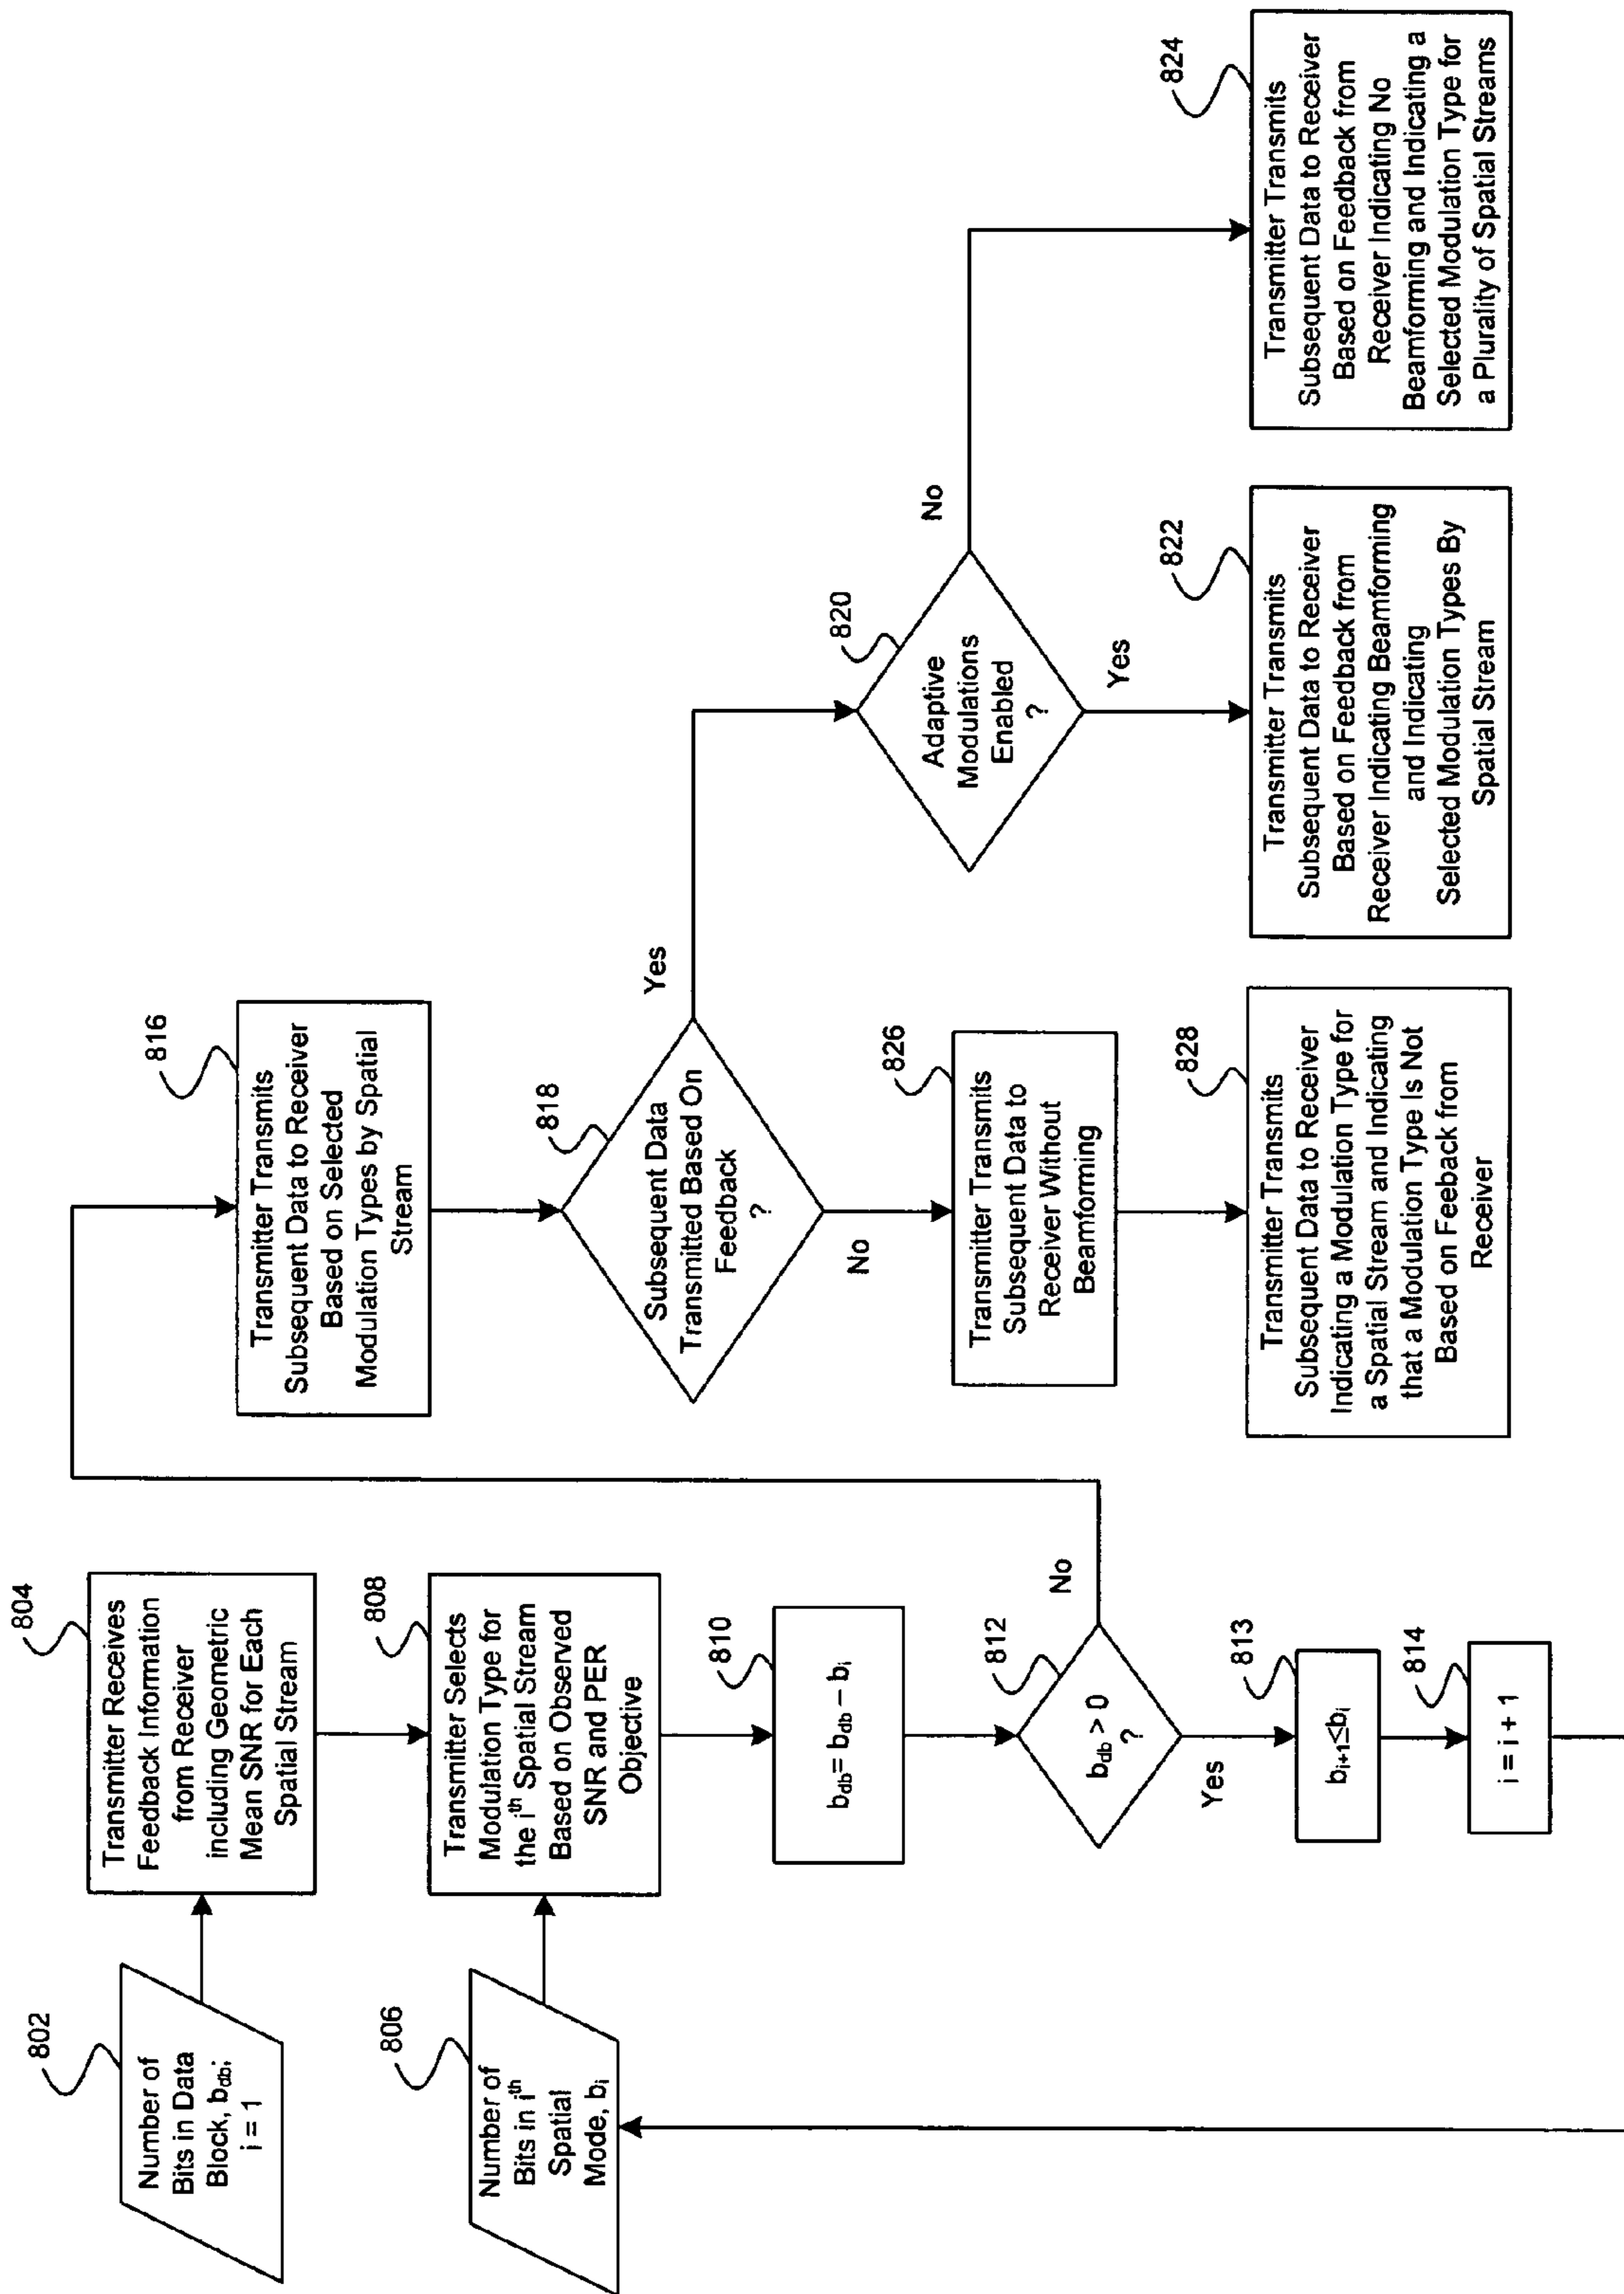 802
Number of
Bits in Data
Block, b_db;
i = 1
804
Transmitter Receives
Feedback Information
from Receiver
including Geometric
Mean SNR for Each
Spatial Stream
806
Number of
Bits in i^th
Spatial
Mode, b_i
808
Transmitter Selects
Modulation Type for
the i^th Spatial Stream
Based on Observed
SNR and PER
Objective
810
b_db = b_db – b_i
812
b_db > 0
?
No
Yes
813
b_i+1≤b_i
814
i = i + 1
816
Transmitter Transmits
Subsequent Data to Receiver
Based on Selected
Modulation Types by Spatial
Stream
818
Subsequent Data
Transmitted Based On
Feedback
?
Yes
No
820
Adaptive
Modulations
Enabled
?
No
Yes
826
Transmitter Transmits
Subsequent Data to
Receiver Without
Beamforming
828
Transmitter Transmits
Subsequent Data to Receiver
Indicating a Modulation Type for
a Spatial Stream and Indicating
that a Modulation Type Is Not
Based on Feeback from
Receiver
822
Transmitter Transmits
Subsequent Data to Receiver
Based on Feedback from
Receiver Indicating Beamforming
and Indicating
Selected Modulation Types By
Spatial Stream
824
Transmitter Transmits
Subsequent Data to Receiver
Based on Feedback from
Receiver Indicating No
Beamforming and Indicating a
Selected Modulation Type for
a Plurality of Spatial Streams